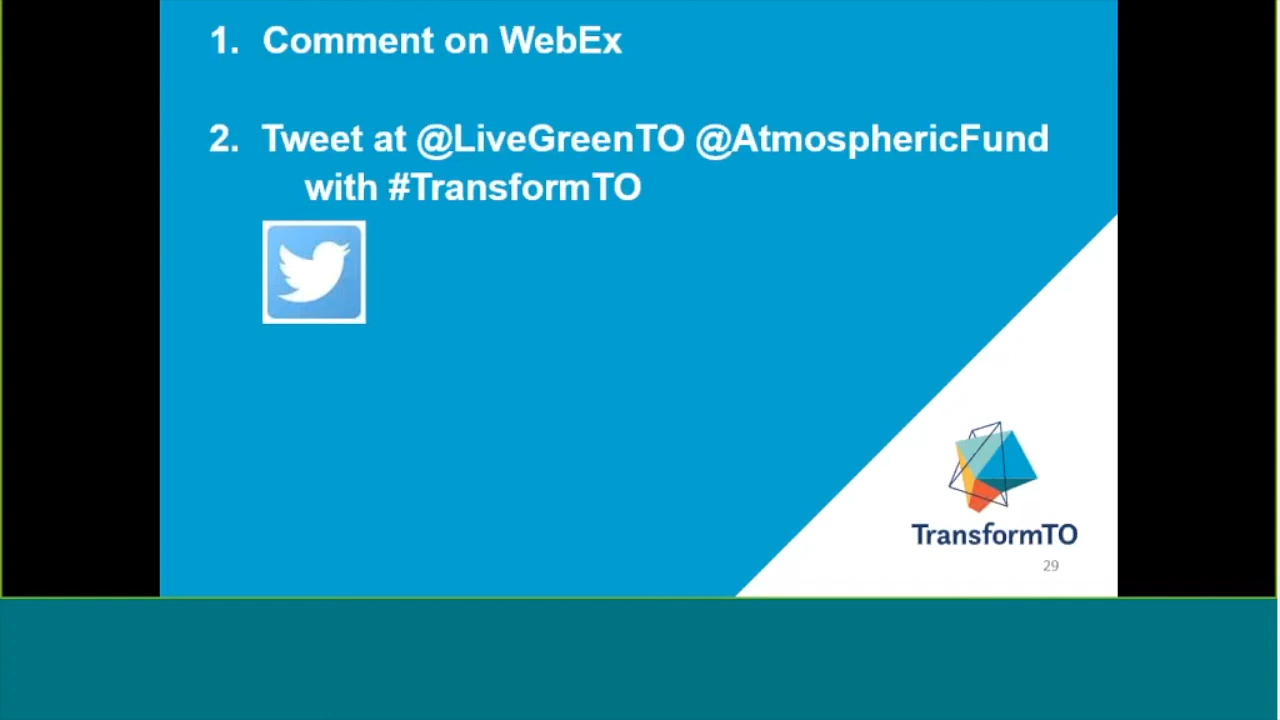 1. Comment on WebEx
2. Tweet at @LiveGreenTO @AtmosphericFund
with #TransformTO
TransformTO
29